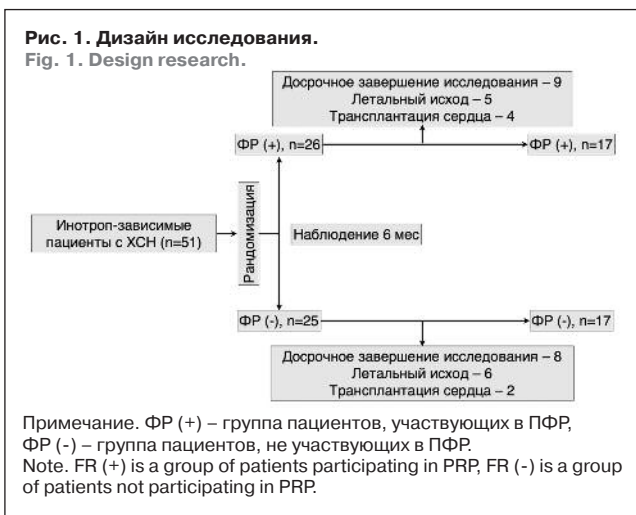 Рис. 1. Дизайн исследования.
Fig. 1. Design research.
Досрочное завершение исследования – 9
Летальный исход – 5
Трансплантация сердца – 4
ФР (+), n=26
ФР (+), n=17
Инотроп-зависимые
пациенты с ХСН (n=51)
Рандомизация
Наблюдение 6 мес
ФР (-), n=25
ФР (-), n=17
Досрочное завершение исследования – 8
Летальный исход – 6
Трансплантация сердца – 2
Примечание. ФР (+) – группа пациентов, участвующих в ПФР,
ФР (-) – группа пациентов, не участвующих в ПФР.
Note. FR (+) is a group of patients participating in PRP, FR (-) is a group
of patients not participating in PRP.